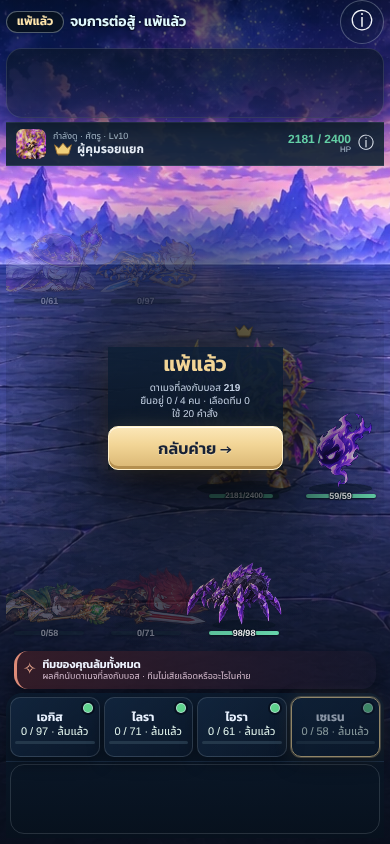 แพ้แล้ว จบการต่อสู้ · แพ้แล้ว
กำลังดู · ศัตรู · Lv10
ผู้คุมรอยแยก
2181 / 2400
HP
0/61 0/97
แพ้แล้ว
ดาเมจที่ลงกับบอส 219
ยืนอยู่ 0 / 4 คน · เลือดทีม 0
ใช้ 20 คำสั่ง
กลับค่าย →
2181/2400 59/59
0/58 0/71 98/98
ทีมของคุณล้มทั้งหมด
ผลศึกนับดาเมจที่ลงกับบอส · ทีมไม่เสียเลือดหรืออะไรในค่าย
เอกิส ไลรา ไอรา เซเรน
0 / 97 · ล้มแล้ว 0 / 71 · ล้มแล้ว 0 / 61 · ล้มแล้ว 0 / 58 · ล้มแล้ว